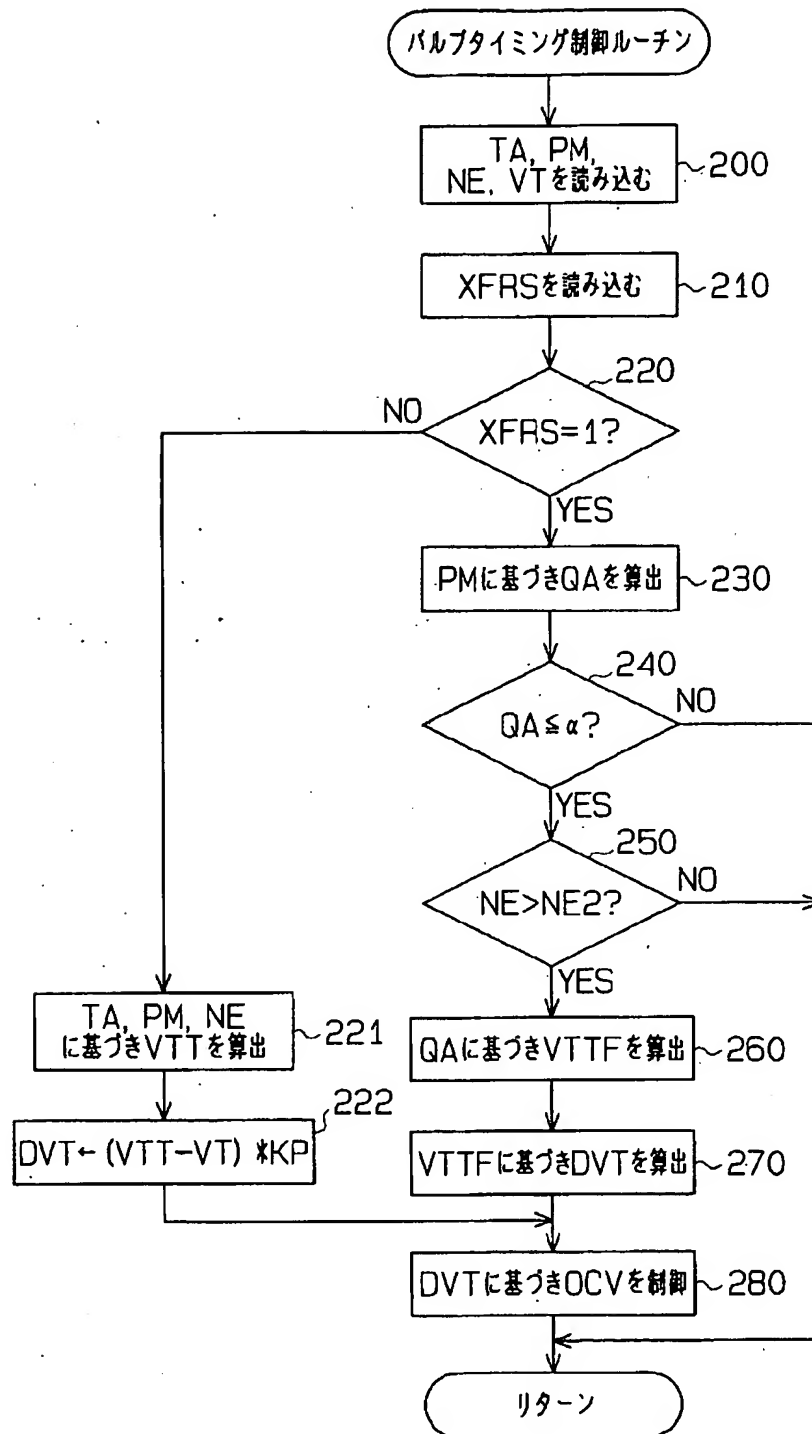 バルブタイミング制御ルーチン
TA, PM,
NE, VTを読み込む
200
XFRSを読み込む
210
220
NO
XFRS=1?
YES
PMに基づきQAを算出
230
240
NO
QA≦α?
YES
250
NO
NE>NE2?
YES
TA, PM, NE
に基づきVTTを算出
221
QAに基づきVTTFを算出
260
222
DVT←(VTT-VT)*KP
VTTFに基づきDVTを算出
270
DVTに基づきOCVを制御
280
リターン